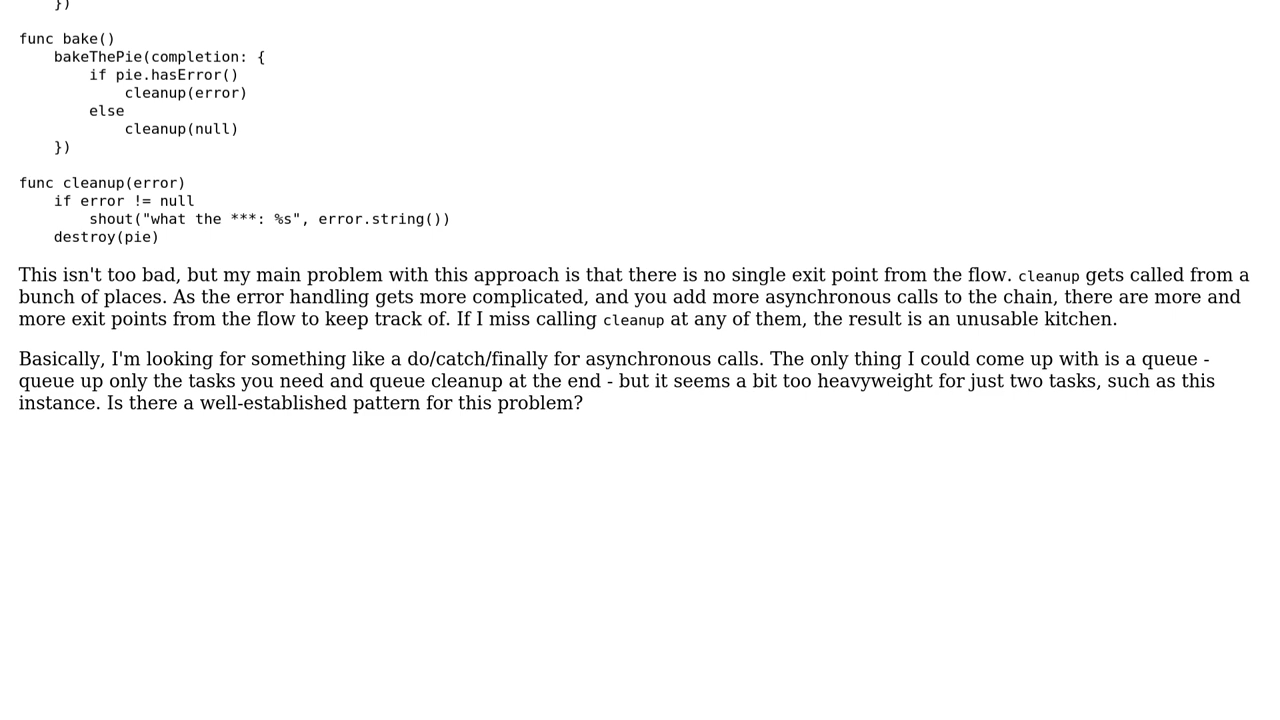 })
func bake()
bakeThePie(completion: {
if pie.hasError()
cleanup(error)
else
cleanup(null)
})
func cleanup(error)
if error != null
shout("what the ***: %s", error.string())
destroy(pie)
This isn't too bad, but my main problem with this approach is that there is no single exit point from the flow. cleanup gets called from a
bunch of places. As the error handling gets more complicated, and you add more asynchronous calls to the chain, there are more and
more exit points from the flow to keep track of. If I miss calling cleanup at any of them, the result is an unusable kitchen.
Basically, I'm looking for something like a do/catch/finally for asynchronous calls. The only thing I could come up with is a queue -
queue up only the tasks you need and queue cleanup at the end - but it seems a bit too heavyweight for just two tasks, such as this
instance. Is there a well-established pattern for this problem?